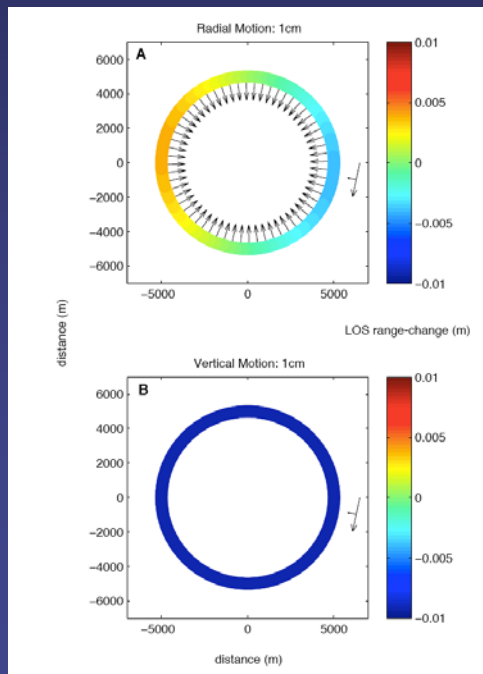 Radial Motion: 1cm
A
6000
4000
2000
0
−2000
−4000
−6000
−5000 0 5000
0.01
0.005
0
−0.005
−0.01
LOS range-change (m)
distance (m)
Vertical Motion: 1cm
B
6000
4000
2000
0
−2000
−4000
−6000
−5000 0 5000
0.01
0.005
0
−0.005
−0.01
distance (m)